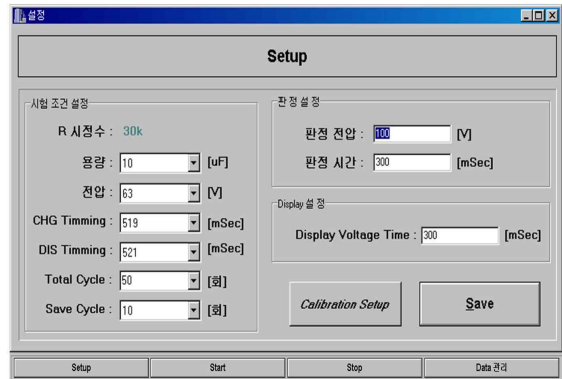 설정
Setup
시험 조건 설정
R 시정수 : 30k
용량 : 10 [uF]
전압 : 63 [V]
CHG Timming : 519 [mSec]
DIS Timming : 521 [mSec]
Total Cycle : 50 [회]
Save Cycle : 10 [회]
판정 설정
판정 전압 : 100 [V]
판정 시간 : 300 [mSec]
Display 설정
Display Voltage Time : 300 [mSec]
Calibration Setup
Save
Setup Start Stop Data 관리